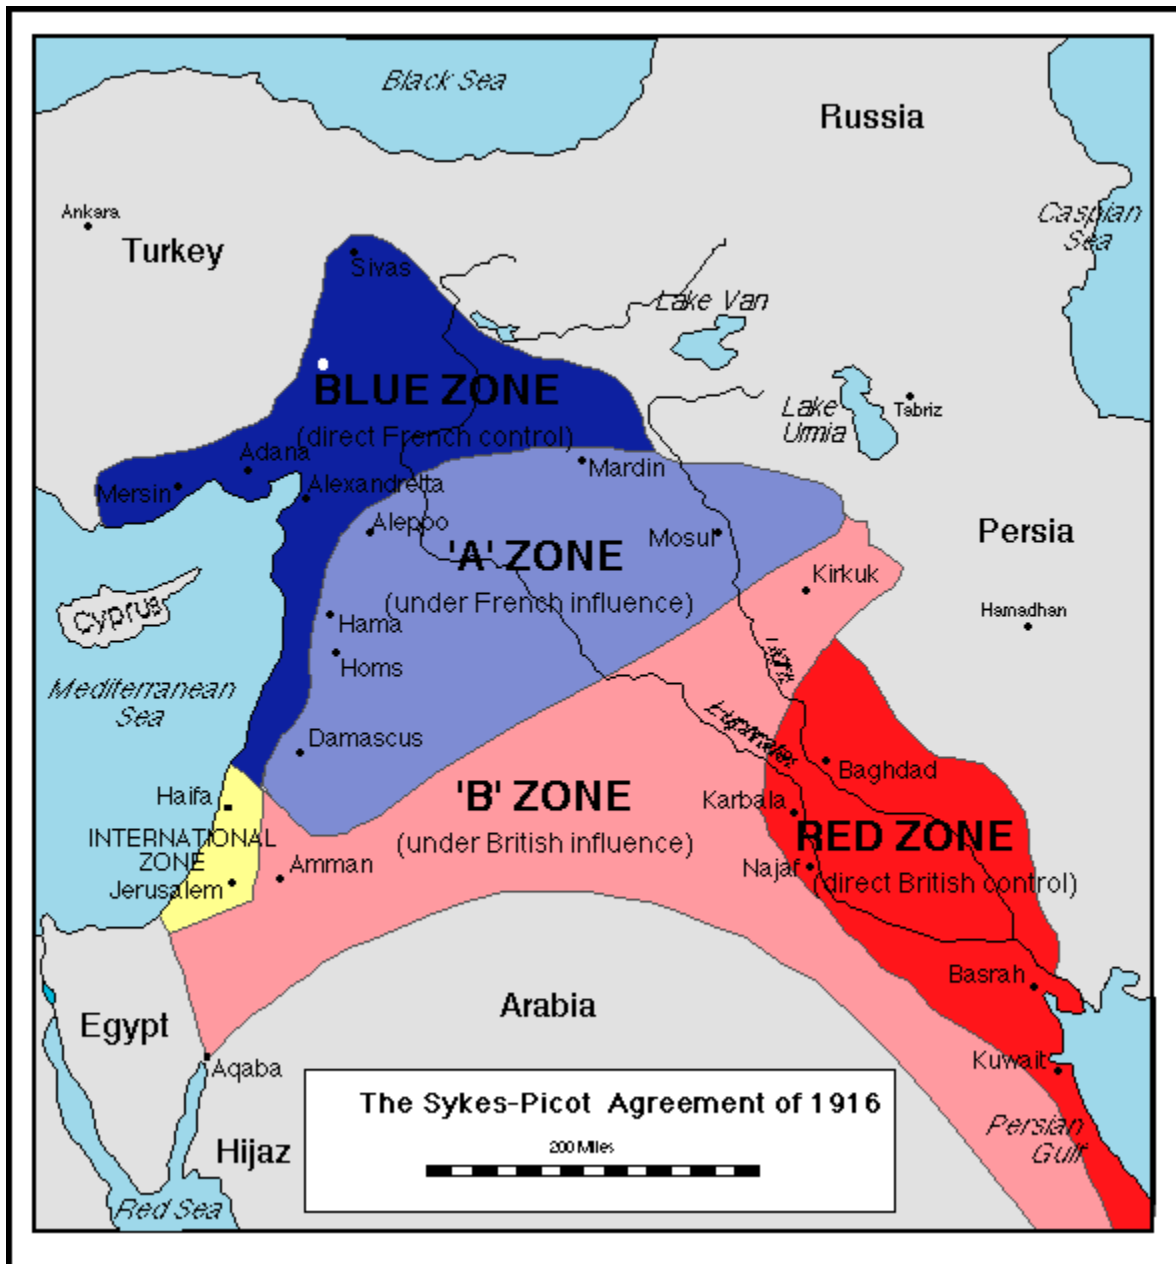 Black Sea
Russia
Ankara
Turkey
Caspian
Sea
Sivas
Lake Van
BLUE ZONE
(direct French control)
Lake
Urmia
Tabriz
Adana
Mersin
Alexandretta
Mardin
Aleppo
'A' ZONE
(under French influence)
Mosul
Persia
Kirkuk
Cyprus
Hama
Homs
Hamadhan
Mediterranean
Sea
Euphrates
Damascus
Baghdad
Haifa
'B' ZONE
(under British influence)
Karbala
RED ZONE
(direct British control)
INTERNATIONAL
ZONE
Jerusalem
Amman
Najaf
Basrah
Arabia
Egypt
Aqaba
Kuwait
The Sykes-Picot Agreement of 1916
200 Miles
Persian
Gulf
Hijaz
Red Sea